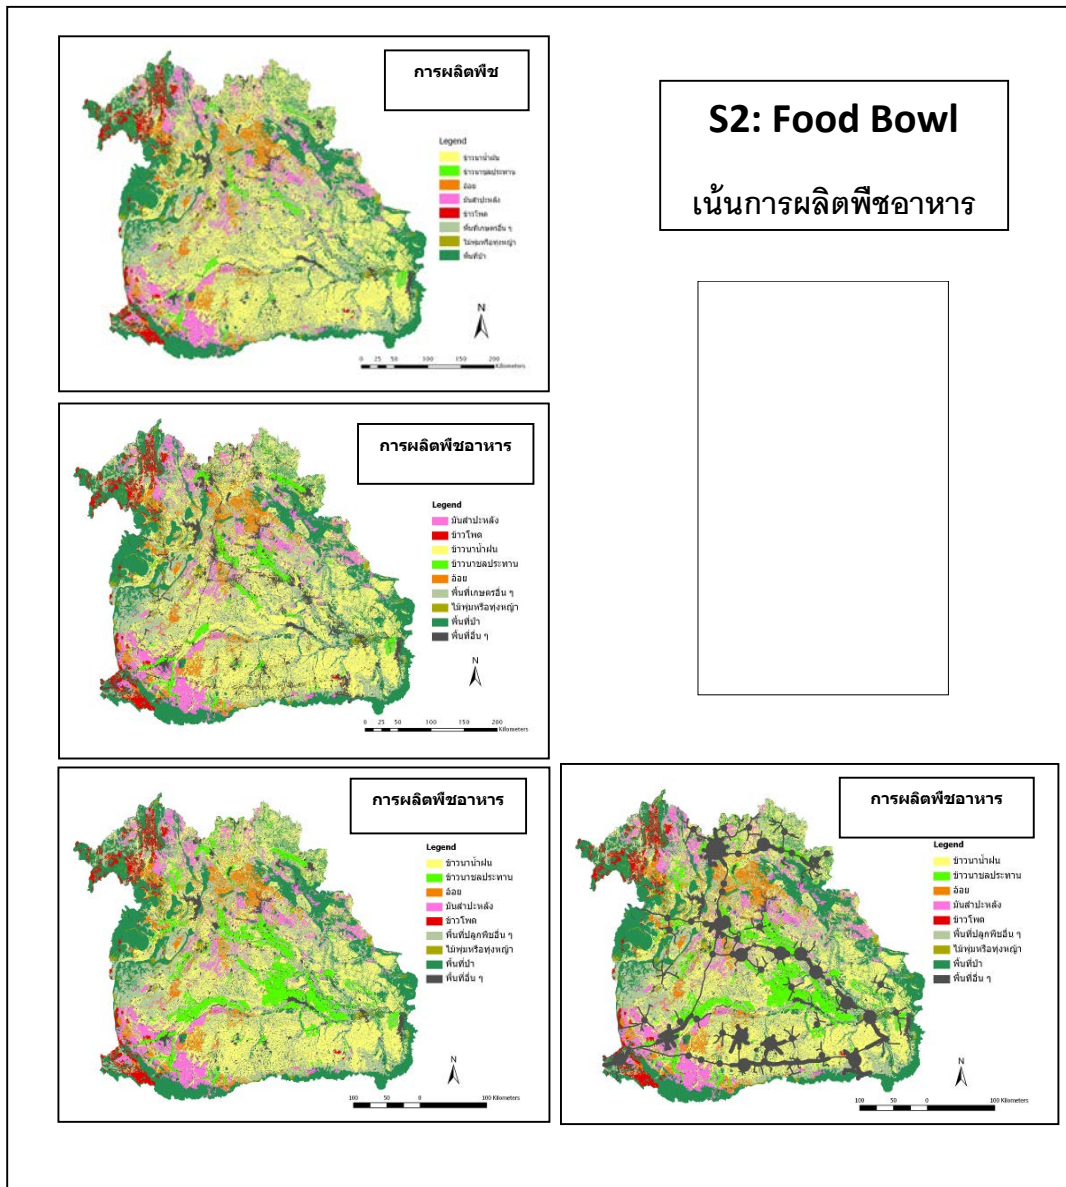 การผลิตพืช
Legend
ข้าวนาน้ำฝน
ข้าวนาชลประทาน
อ้อย
มันสำปะหลัง
ข้าวโพด
พื้นที่เกษตรอื่น ๆ
ไม้พุ่มหรือทุ่งหญ้า
พื้นที่ป่า
N
0 25 50 100 150 200
Kilometers
S2: Food Bowl
เน้นการผลิตพืชอาหาร
การผลิตพืชอาหาร
Legend
มันสำปะหลัง
ข้าวโพด
ข้าวนาน้ำฝน
ข้าวนาชลประทาน
อ้อย
พื้นที่เกษตรอื่น ๆ
ไม้พุ่มหรือทุ่งหญ้า
พื้นที่ป่า
พื้นที่อื่น ๆ
N
0 25 50 100 150 200
Kilometers
การผลิตพืชอาหาร
Legend
ข้าวนาน้ำฝน
ข้าวนาชลประทาน
อ้อย
มันสำปะหลัง
ข้าวโพด
พื้นที่ปลูกพืชอื่น ๆ
ไม้พุ่มหรือทุ่งหญ้า
พื้นที่ป่า
พื้นที่อื่น ๆ
N
100 50 0 100 Kilometers
การผลิตพืชอาหาร
Legend
ข้าวนาน้ำฝน
ข้าวนาชลประทาน
อ้อย
มันสำปะหลัง
ข้าวโพด
พื้นที่ปลูกพืชอื่น ๆ
ไม้พุ่มหรือทุ่งหญ้า
พื้นที่ป่า
พื้นที่อื่น ๆ
N
100 50 0 100 Kilometers